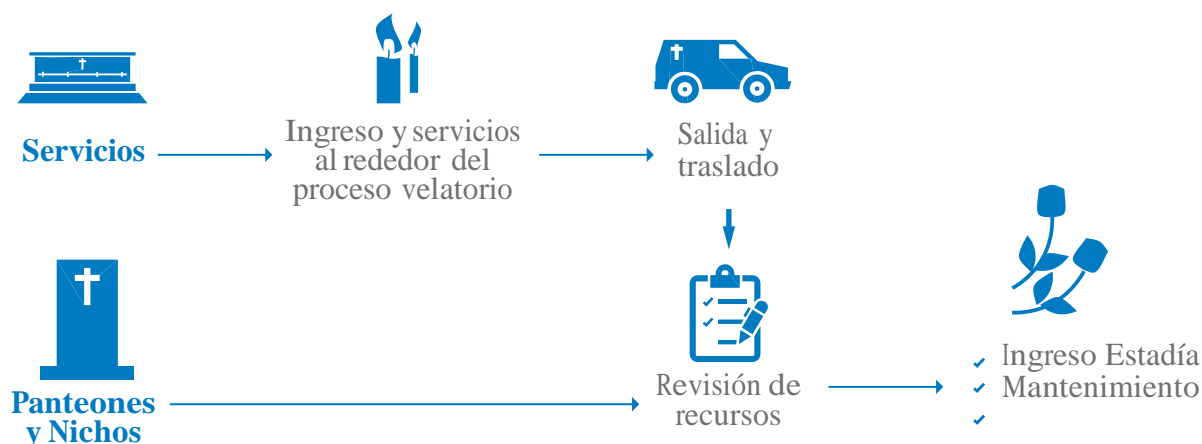 Servicios
Ingreso y servicios
al rededor del
proceso velatorio
Salida y
traslado
Panteones
y Nichos
Revisión de
recursos
Ingreso Estadía
Mantenimiento